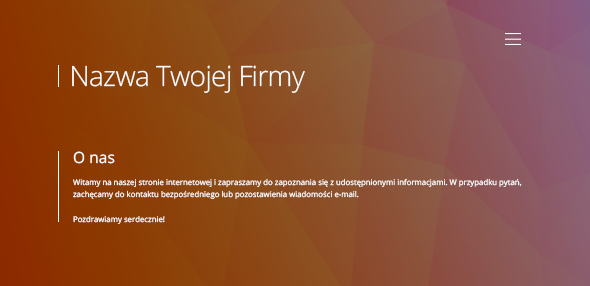 Nazwa Twojej Firmy
O nas
Witamy na naszej stronie internetowej i zapraszamy do zapoznania się z udostępnionymi informacjami. W przypadku pytań,
zachęcamy do kontaktu bezpośredniego lub pozostawienia wiadomości e-mail.
Pozdrawiamy serdecznie!